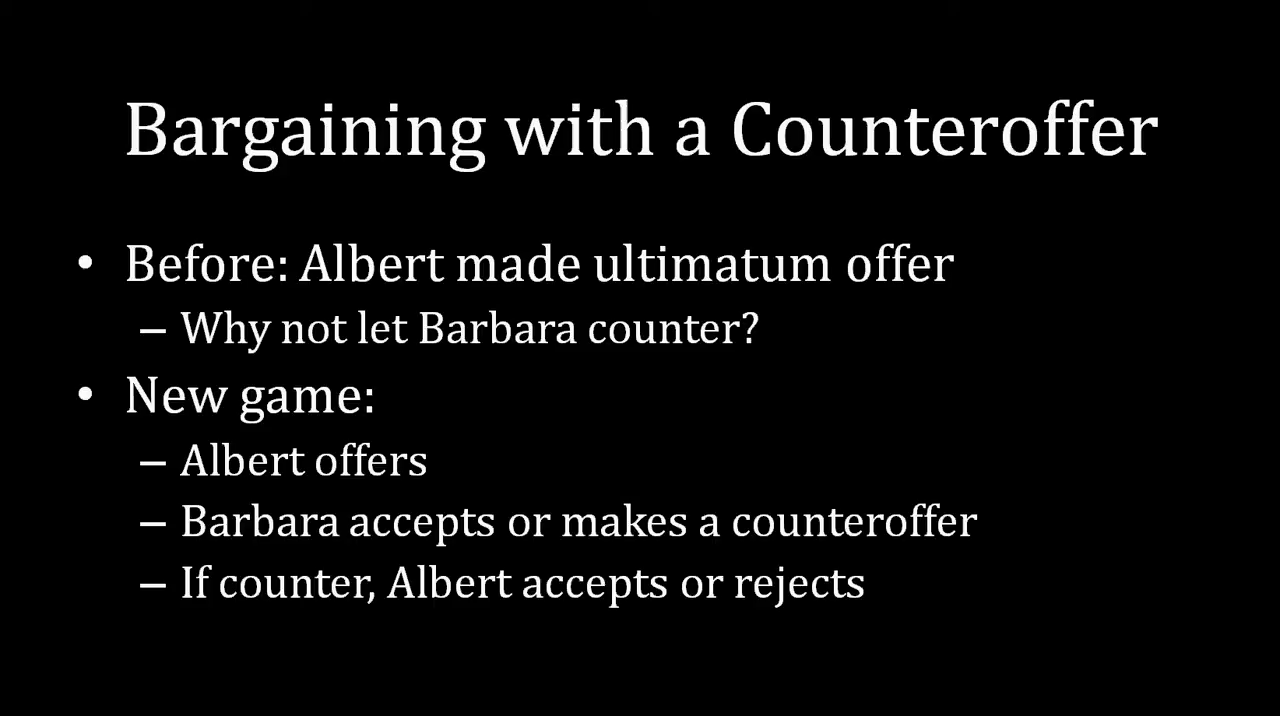 Bargaining with a Counteroffer
• Before: Albert made ultimatum offer
– Why not let Barbara counter?
• New game:
– Albert offers
– Barbara accepts or makes a counteroffer
– If counter, Albert accepts or rejects